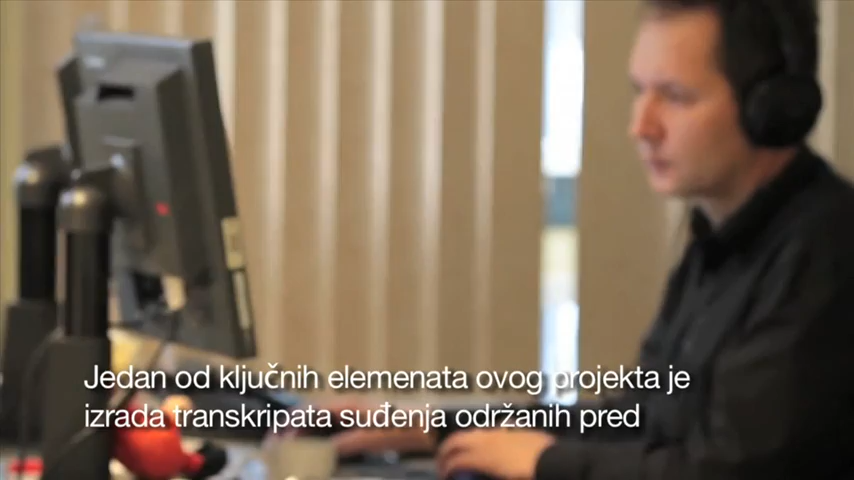 Jedan od ključnih elemenata ovog projekta je
izrada transkripata suđenja održanih pred